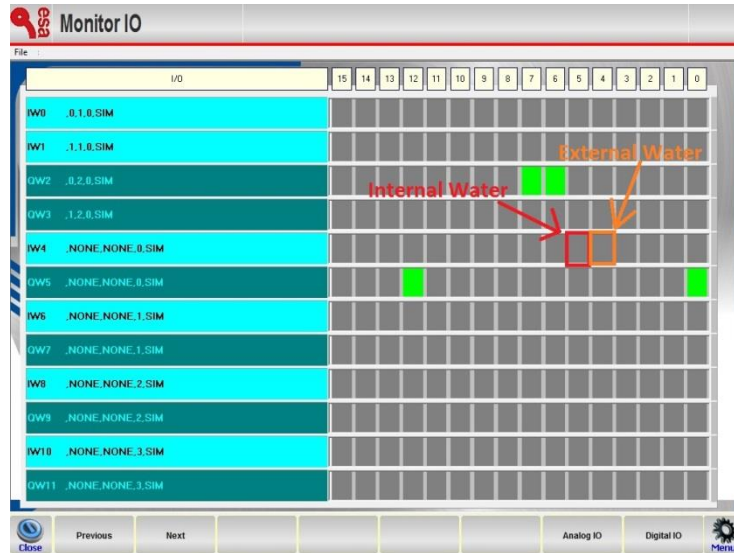 esa Monitor IO
File :
I/O 15 14 13 12 11 10 9 8 7 6 5 4 3 2 1 0
IW0 ,0,1,0,SIM
IW1 ,1,1,0,SIM
External Water
QW2 ,0,2,0,SIM
Internal Water
QW3 ,1,2,0,SIM
IW4 ,NONE,NONE,0,SIM
QW5 ,NONE,NONE,0,SIM
IW6 ,NONE,NONE,1,SIM
QW7 ,NONE,NONE,1,SIM
IW8 ,NONE,NONE,2,SIM
QW9 ,NONE,NONE,2,SIM
IW10 ,NONE,NONE,3,SIM
QW11 ,NONE,NONE,3,SIM
Close Previous Next Analog IO Digital IO Menu